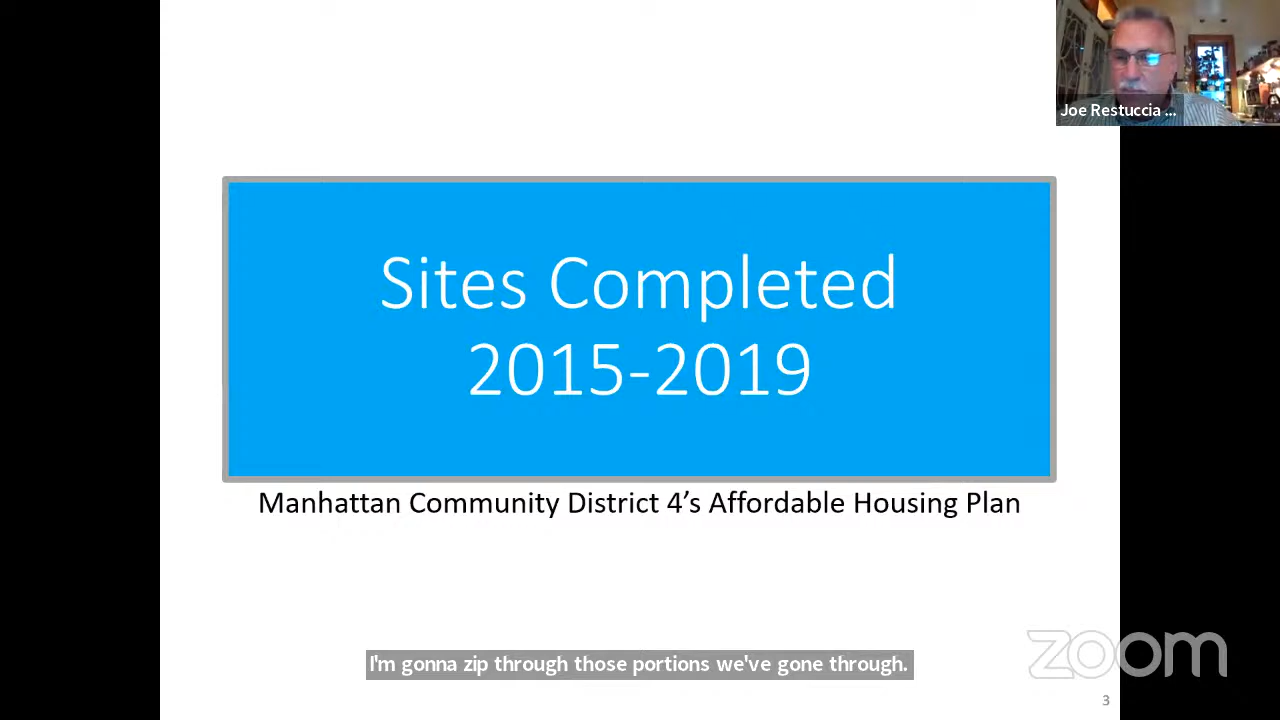 Joe Restuccia ...
Sites Completed
2015-2019
Manhattan Community District 4's Affordable Housing Plan
I'm gonna zip through those portions we've gone through.
zoom
3